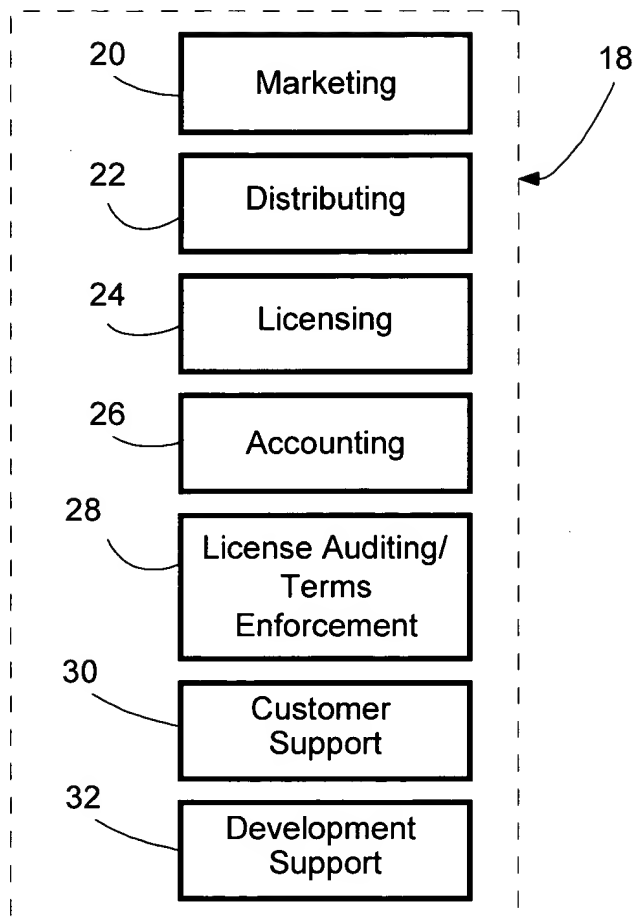 20
Marketing
18
22
Distributing
24
Licensing
26
Accounting
28
License Auditing/
Terms
Enforcement
30
Customer
Support
32
Development
Support